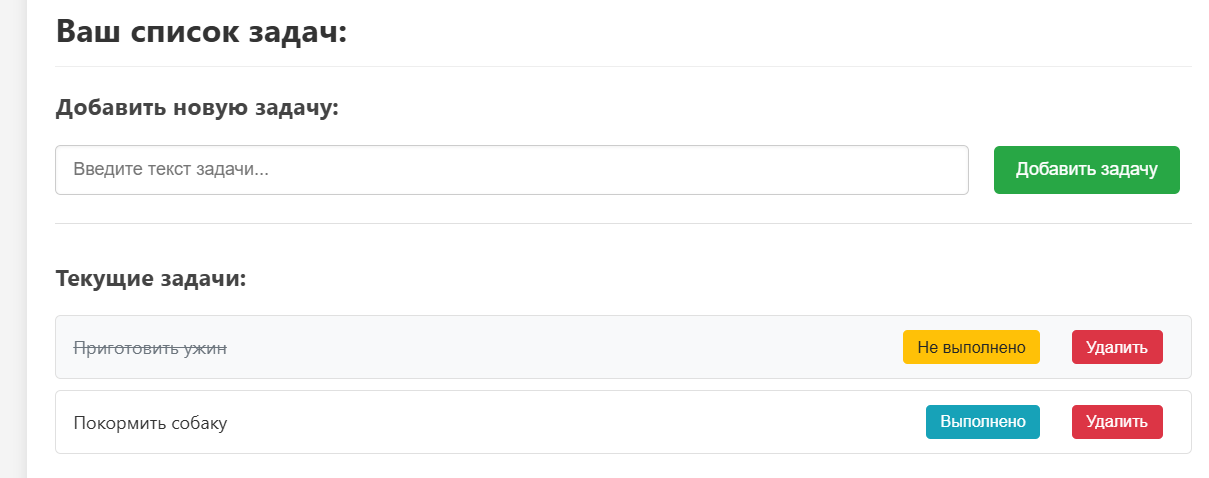 Ваш список задач:
Добавить новую задачу:
Введите текст задачи... Добавить задачу
Текущие задачи:
Приготовить ужин Не выполнено Удалить
Покормить собаку Выполнено Удалить